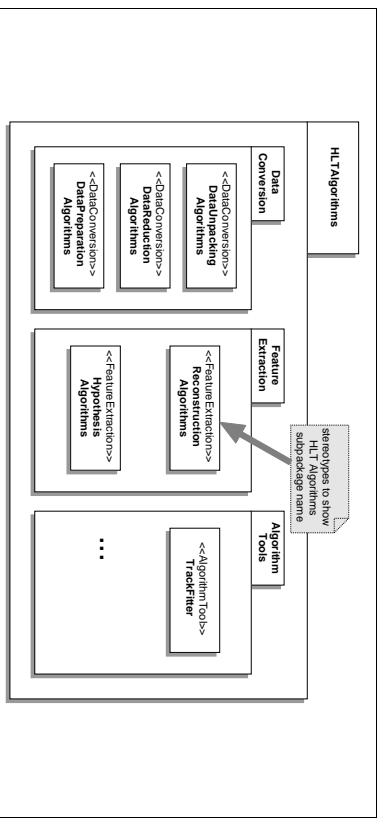 HLTAlgorithms
Data
Conversion
<<DataConversion>>
DataUnpacking
Algorithms
<<DataConversion>>
DataReduction
Algorithms
<<DataConversion>>
DataPreparation
Algorithms
Feature
Extraction
<<FeatureExtraction>>
Reconstruction
Algorithms
<<FeatureExtraction>>
Hypothesis
Algorithms
stereotypes to show
HLT Algorithms
subpackage name
Algorithm
Tools
<<AlgorithmTool>>
TrackFitter
...